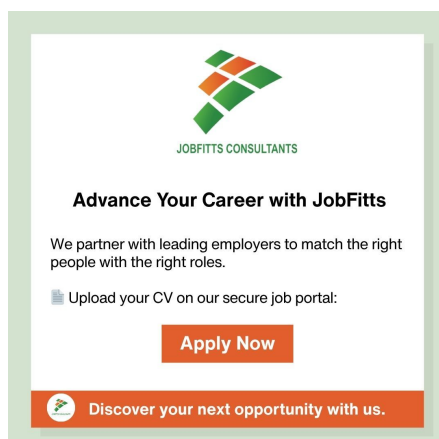 JOBFITTS CONSULTANTS
Advance Your Career with JobFitts
We partner with leading employers to match the right
people with the right roles.
Upload your CV on our secure job portal:
Apply Now
Discover your next opportunity with us.